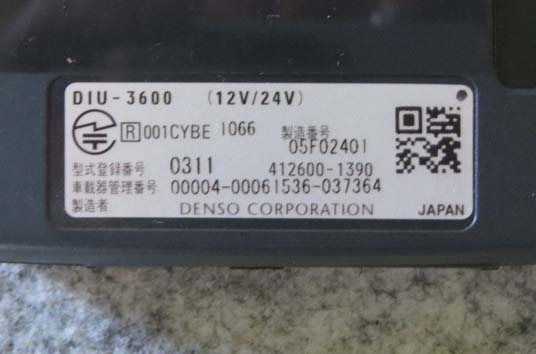 DIU-3600 (12V/24V)
R 001CYBE 1066 製造番号
05F02401
型式登録番号 0311 412600-1390
車載器管理番号 00004-00061536-037364
製造者 DENSO CORPORATION JAPAN